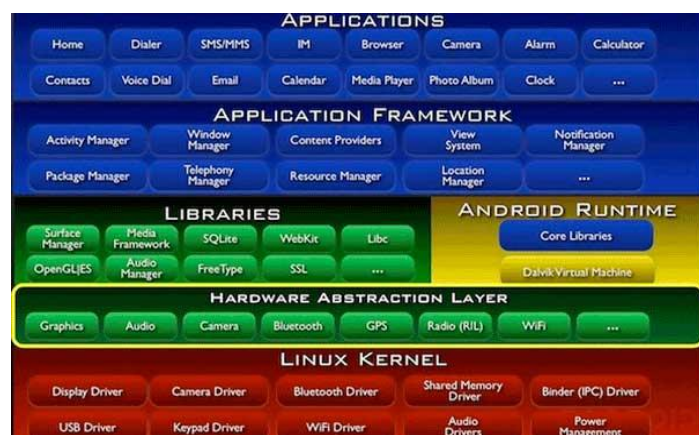 APPLICATIONS
Home Dialer SMS/MMS IM Browser Camera Alarm Calculator
Contacts Voice Dial Email Calendar Media Player Photo Album Clock ...
APPLICATION FRAMEWORK
Activity Manager Window Manager Content Providers View System Notification Manager
Package Manager Telephony Manager Resource Manager Location Manager ...
LIBRARIES
Surface Manager Media Framework SQLite WebKit Libc
OpenGL|ES Audio Manager FreeType SSL ...
ANDROID RUNTIME
Core Libraries
Dalvik Virtual Machine
HARDWARE ABSTRACTION LAYER
Graphics Audio Camera Bluetooth GPS Radio (RIL) WiFi ...
LINUX KERNEL
Display Driver Camera Driver Bluetooth Driver Shared Memory Driver Binder (IPC) Driver
USB Driver Keypad Driver WiFi Driver Audio Drivers Power Management